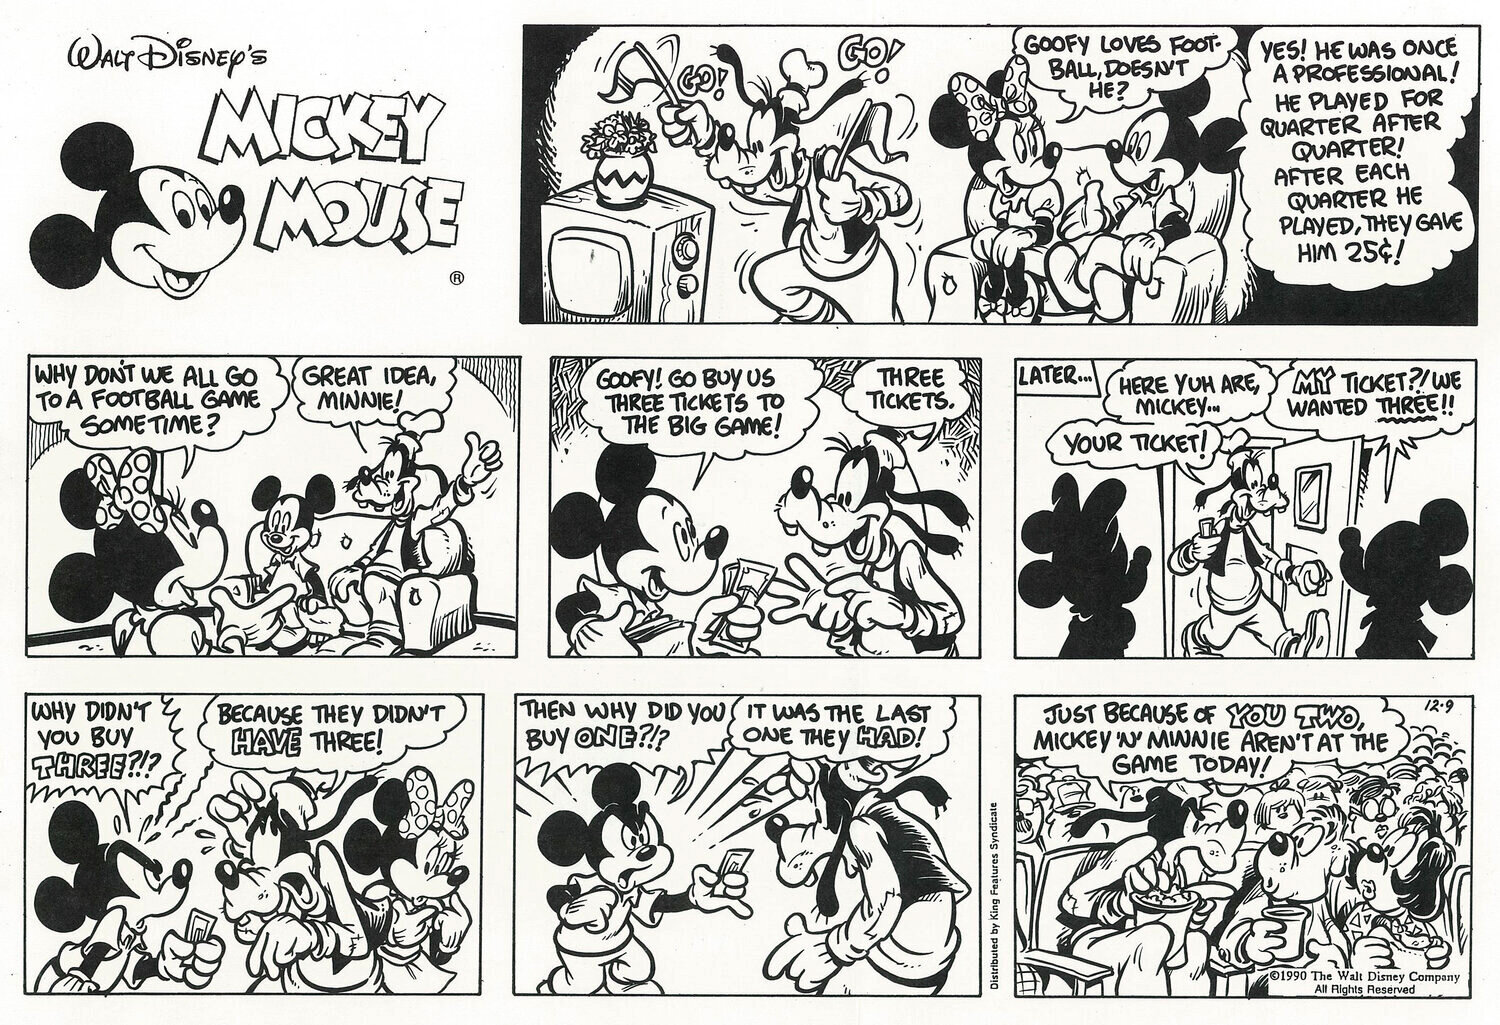 WALT DISNEY'S
MICKEY
MOUSE
®
GO!
GO!
GOOFY LOVES FOOT-
BALL, DOESN'T
HE?
YES! HE WAS ONCE
A PROFESSIONAL!
HE PLAYED FOR
QUARTER AFTER
QUARTER!
AFTER EACH
QUARTER HE
PLAYED, THEY GAVE
HIM 25¢!
WHY DON'T WE ALL GO
TO A FOOTBALL GAME
SOMETIME?
GREAT IDEA,
MINNIE!
GOOFY! GO BUY US
THREE TICKETS TO
THE BIG GAME!
THREE
TICKETS.
LATER...
HERE YUH ARE,
MICKEY...
YOUR TICKET!
MY TICKET?! WE
WANTED THREE!!
WHY DIDN'T
YOU BUY
THREE?!?
BECAUSE THEY DIDN'T
HAVE THREE!
THEN WHY DID YOU
BUY ONE?!?
IT WAS THE LAST
ONE THEY HAD!
Distributed by King Features Syndicate
12•9
JUST BECAUSE OF YOU TWO,
MICKEY 'N' MINNIE AREN'T AT THE
GAME TODAY!
©1990 The Walt Disney Company
All Rights Reserved